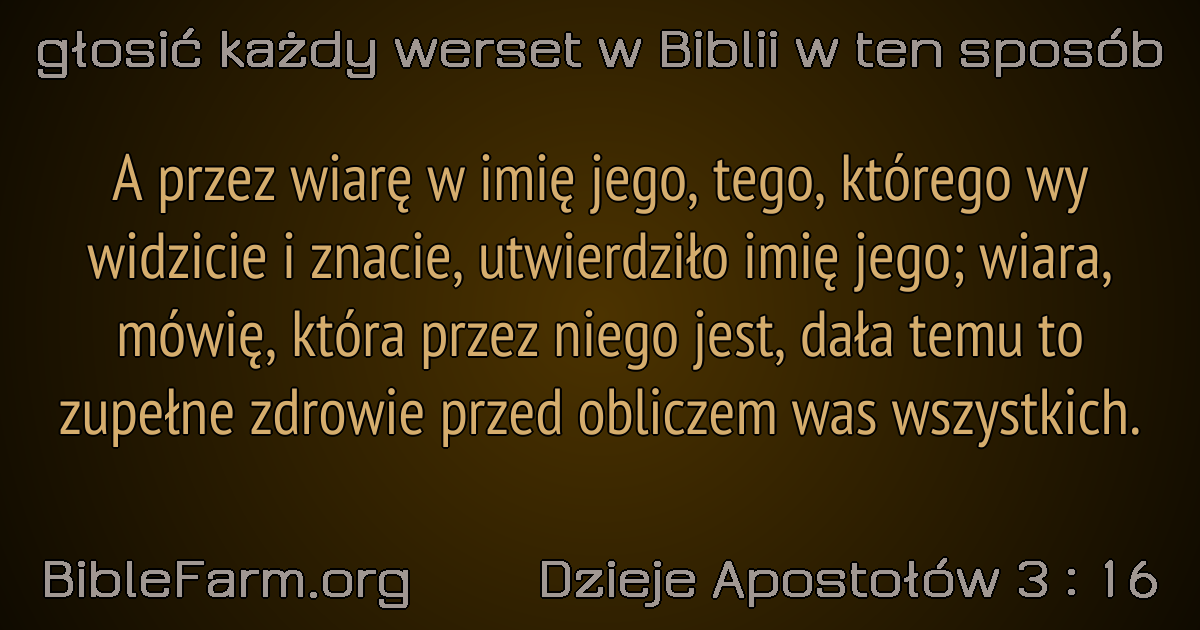 głosić każdy werset w Biblii w ten sposób
A przez wiarę w imię jego, tego, którego wy
widzicie i znacie, utwierdziło imię jego; wiara,
mówię, która przez niego jest, dała temu to
zupełne zdrowie przed obliczem was wszystkich.
BibleFarm.org
Dzieje Apostołów 3 : 16